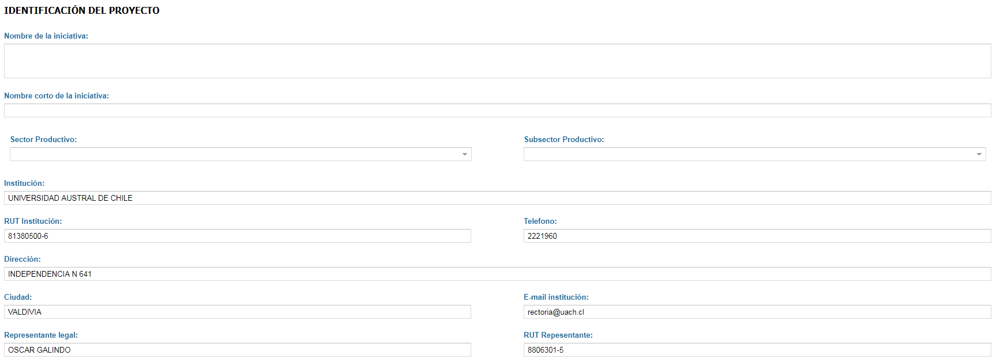 IDENTIFICACIÓN DEL PROYECTO
Nombre de la iniciativa:
Nombre corto de la iniciativa:
Sector Productivo:
Subsector Productivo:
Institución:
UNIVERSIDAD AUSTRAL DE CHILE
RUT Institución:
Telefono:
81380500-6
2221960
Dirección:
INDEPENDENCIA N 641
Ciudad:
E-mail institución:
VALDIVIA
rectoria@uach.cl
Representante legal:
RUT Repesentante:
OSCAR GALINDO
8806301-5